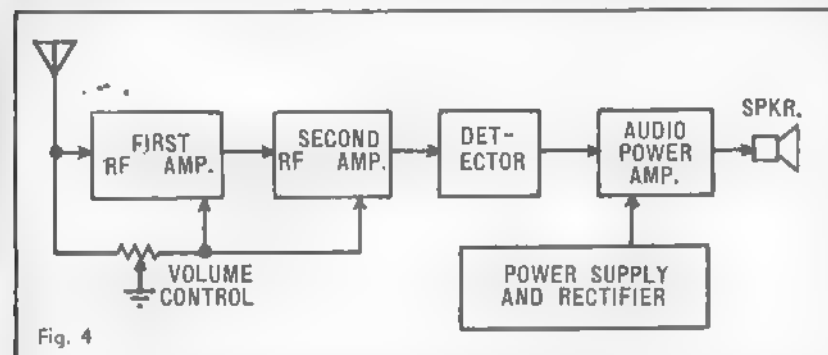 SPKR.
FIRST
RF AMP.
SECOND
RF AMP.
DET-
ECTOR
AUDIO
POWER
AMP.
VOLUME
CONTROL
POWER SUPPLY
AND RECTIFIER
Fig. 4